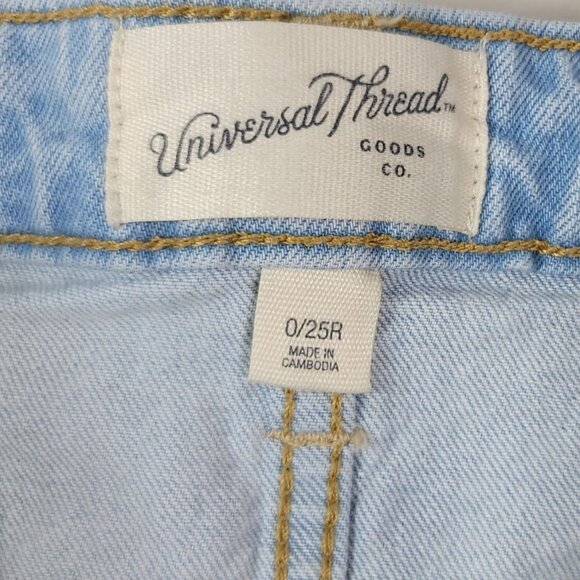 Universal Thread™
GOODS
CO.
0/25R
MADE IN
CAMBODIA